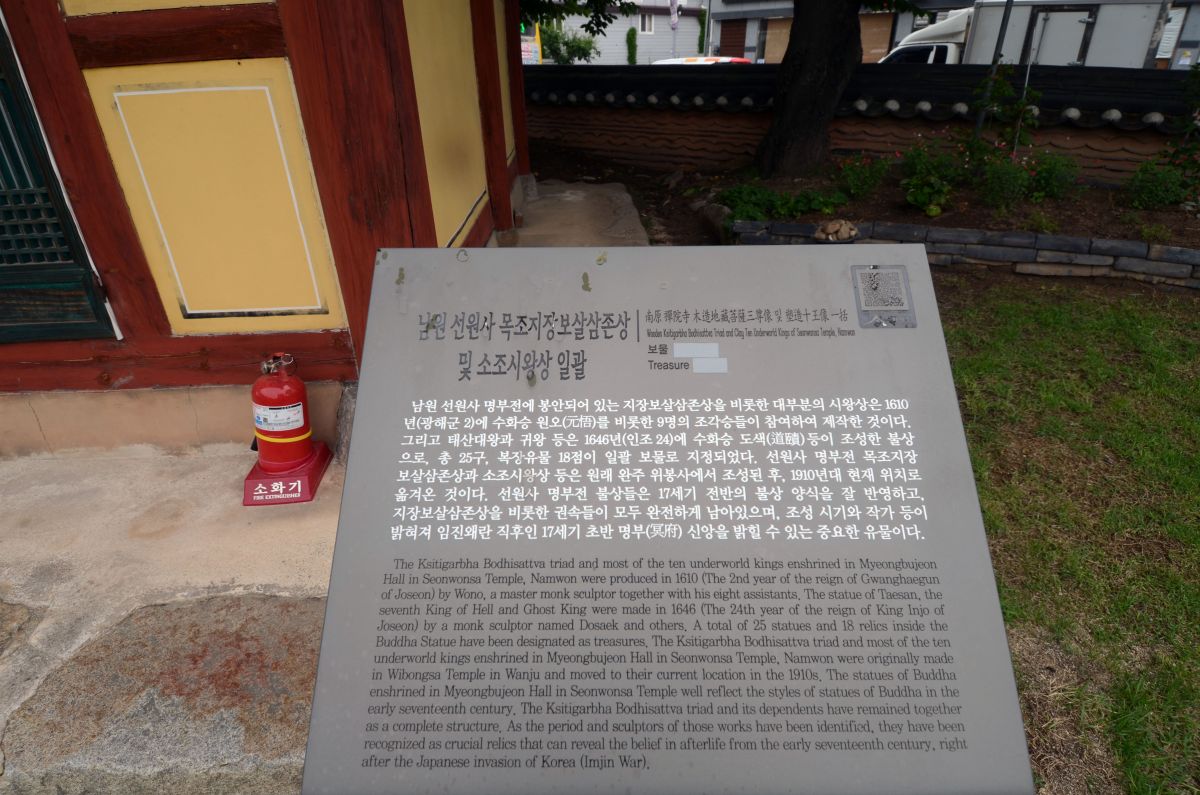 남원 선원사 목조지장보살삼존상
및 소조시왕상 일괄
南原 禪院寺 木造地藏菩薩三尊像 및 塑造十王像 一括
Wooden Ksitigarbha Bodhisattva Triad and Clay Ten Underworld Kings of Seonwonsa Temple, Namwon
보물
Treasure
남원 선원사 명부전에 봉안되어 있는 지장보살삼존상을 비롯한 대부분의 시왕상은 1610
년(광해군 2)에 수화승 원오(元悟)를 비롯한 9명의 조각승들이 참여하여 제작한 것이다.
그리고 태산대왕과 귀왕 등은 1646년(인조 24)에 수화승 도색(道賾)등이 조성한 불상
으로, 총 25구, 복장유물 18점이 일괄 보물로 지정되었다. 선원사 명부전 목조지장
보살삼존상과 소조시왕상 등은 원래 완주 위봉사에서 조성된 후, 1910년대 현재 위치로
옮겨온 것이다. 선원사 명부전 불상들은 17세기 전반의 불상 양식을 잘 반영하고,
지장보살삼존상을 비롯한 권속들이 모두 완전하게 남아있으며, 조성 시기와 작가 등이
밝혀져 임진왜란 직후인 17세기 초반 명부(冥府) 신앙을 밝힐 수 있는 중요한 유물이다.
The Ksitigarbha Bodhisattva triad and most of the ten underworld kings enshrined in Myeongbujeon
Hall in Seonwonsa Temple, Namwon were produced in 1610 (The 2nd year of the reign of Gwanghaegun
of Joseon) by Wono, a master monk sculptor together with his eight assistants. The statue of Taesan, the
seventh King of Hell and Ghost King were made in 1646 (The 24th year of the reign of King Injo of
Joseon) by a monk sculptor named Dosaek and others. A total of 25 statues and 18 relics inside the
Buddha Statue have been designated as treasures. The Ksitigarbha Bodhisattva triad and most of the ten
underworld kings enshrined in Myeongbujeon Hall in Seonwonsa Temple, Namwon were originally made
in Wibongsa Temple in Wanju and moved to their current location in the 1910s. The statues of Buddha
enshrined in Myeongbujeon Hall in Seonwonsa Temple well reflect the styles of statues of Buddha in the
early seventeenth century. The Ksitigarbha Bodhisattva triad and its dependents have remained together
as a complete structure. As the period and sculptors of those works have been identified, they have been
recognized as crucial relics that can reveal the belief in afterlife from the early seventeenth century, right
after the Japanese invasion of Korea (Imjin War).
소화기
FIRE EXTINGUISHER